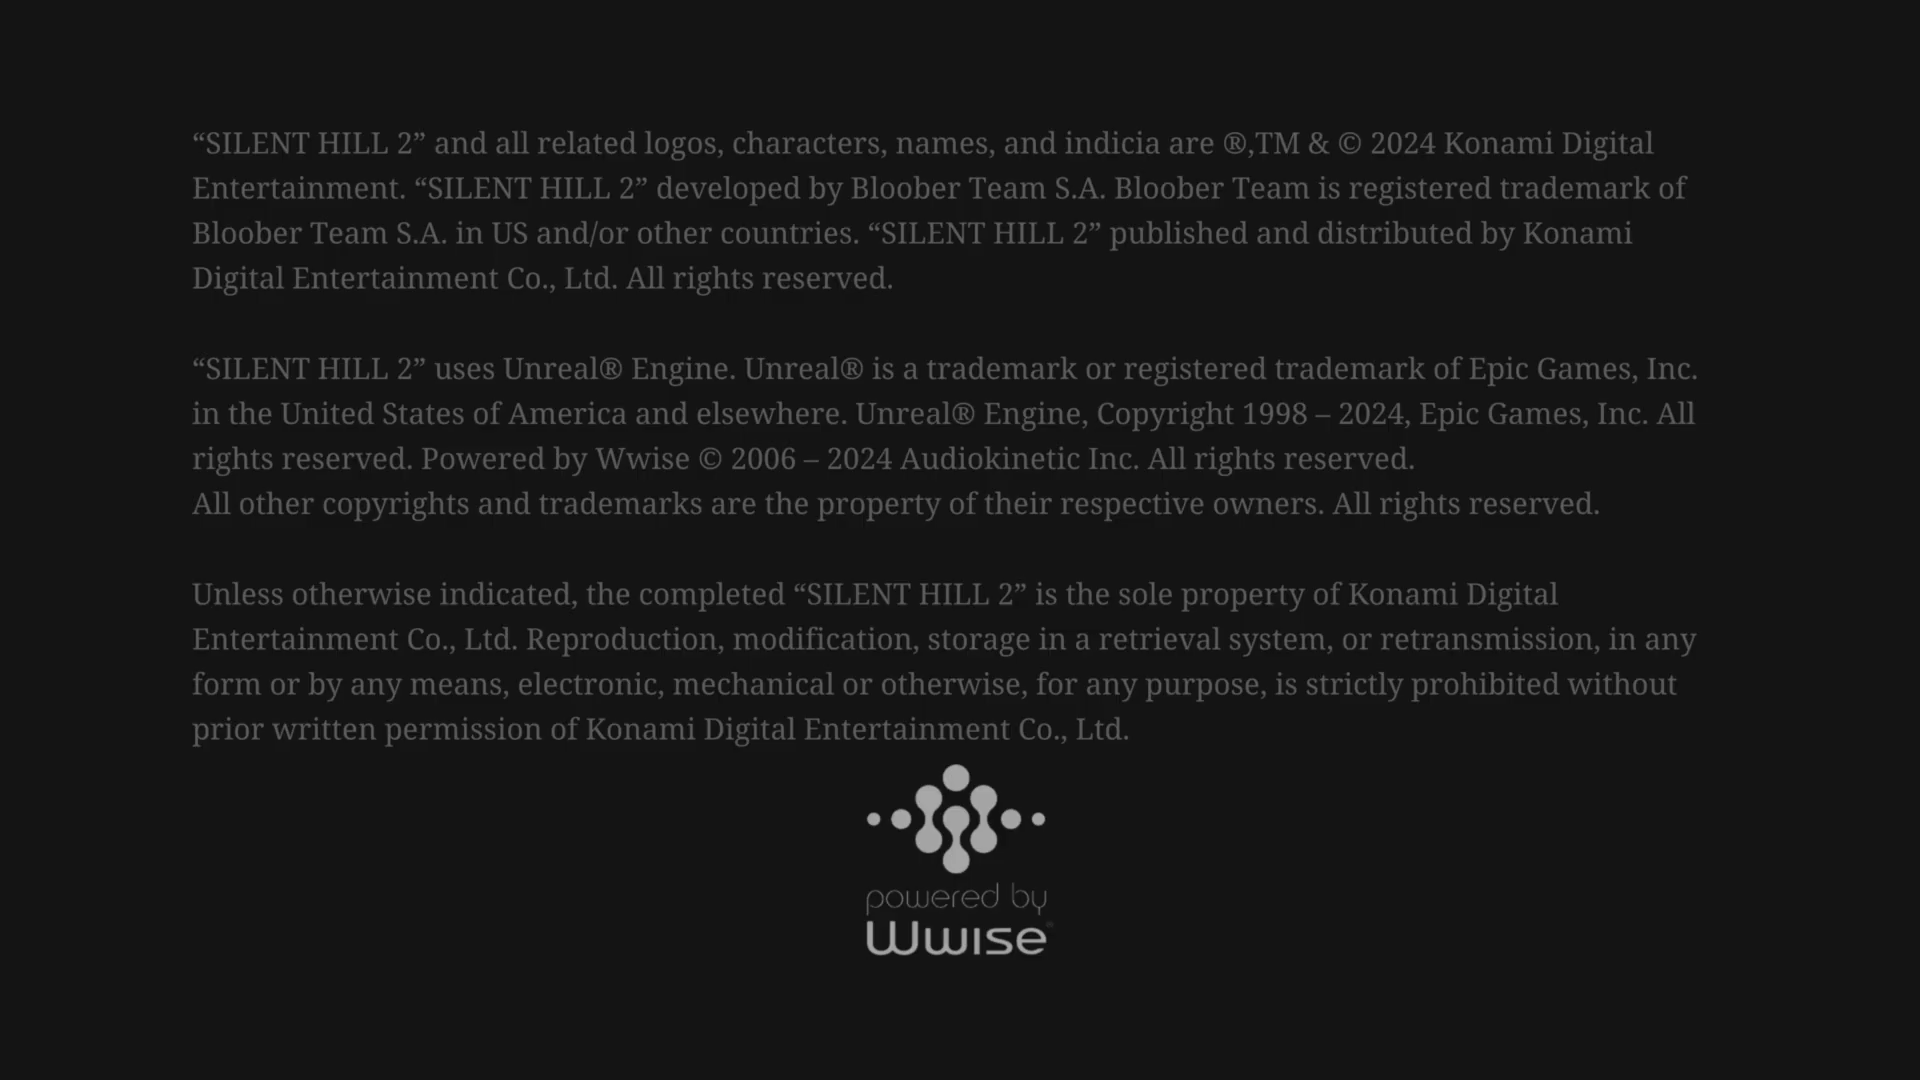 “SILENT HILL 2” and all related logos, characters, names, and indicia are ®,TM & © 2024 Konami Digital
Entertainment. “SILENT HILL 2” developed by Bloober Team S.A. Bloober Team is registered trademark of
Bloober Team S.A. in US and/or other countries. “SILENT HILL 2” published and distributed by Konami
Digital Entertainment Co., Ltd. All rights reserved.
“SILENT HILL 2” uses Unreal® Engine. Unreal® is a trademark or registered trademark of Epic Games, Inc.
in the United States of America and elsewhere. Unreal® Engine, Copyright 1998 – 2024, Epic Games, Inc. All
rights reserved. Powered by Wwise © 2006 – 2024 Audiokinetic Inc. All rights reserved.
All other copyrights and trademarks are the property of their respective owners. All rights reserved.
Unless otherwise indicated, the completed “SILENT HILL 2” is the sole property of Konami Digital
Entertainment Co., Ltd. Reproduction, modification, storage in a retrieval system, or retransmission, in any
form or by any means, electronic, mechanical or otherwise, for any purpose, is strictly prohibited without
prior written permission of Konami Digital Entertainment Co., Ltd.
powered by
Wwise